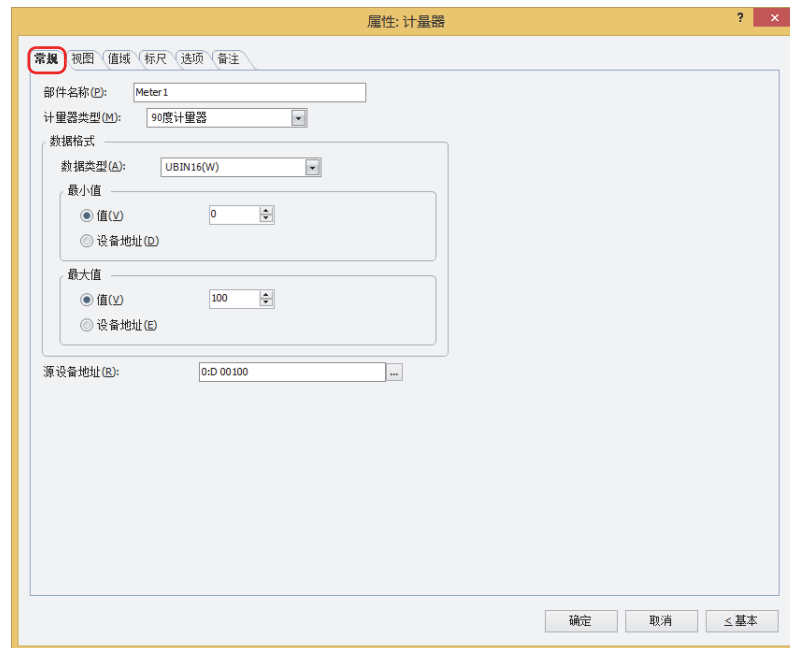 属性: 计量器
?
×
常规 视图 值域 标尺 选项 备注
部件名称(P): Meter1
计量器类型(M): 90度计量器
数据格式
数据类型(A): UBIN16(W)
最小值
值(V) 0
设备地址(D)
最大值
值(V) 100
设备地址(E)
源设备地址(R): 0:D 00100 ...
确定 取消 ≤基本